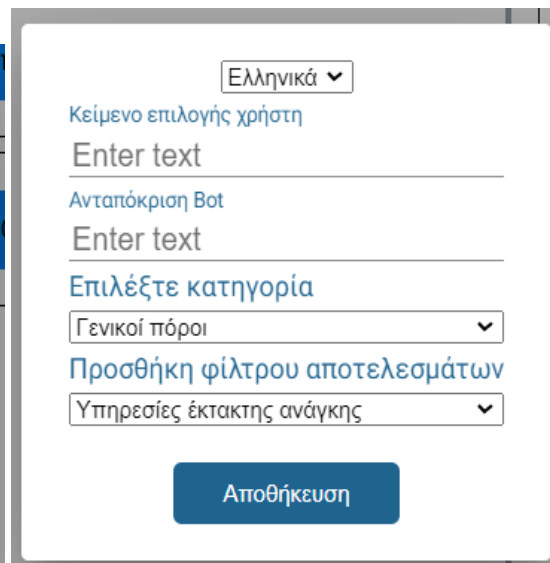 Ελληνικά
Κείμενο επιλογής χρήστη
Enter text
Ανταπόκριση Bot
Enter text
Επιλέξτε κατηγορία
Γενικοί πόροι
Προσθήκη φίλτρου αποτελεσμάτων
Υπηρεσίες έκτακτης ανάγκης
Αποθήκευση